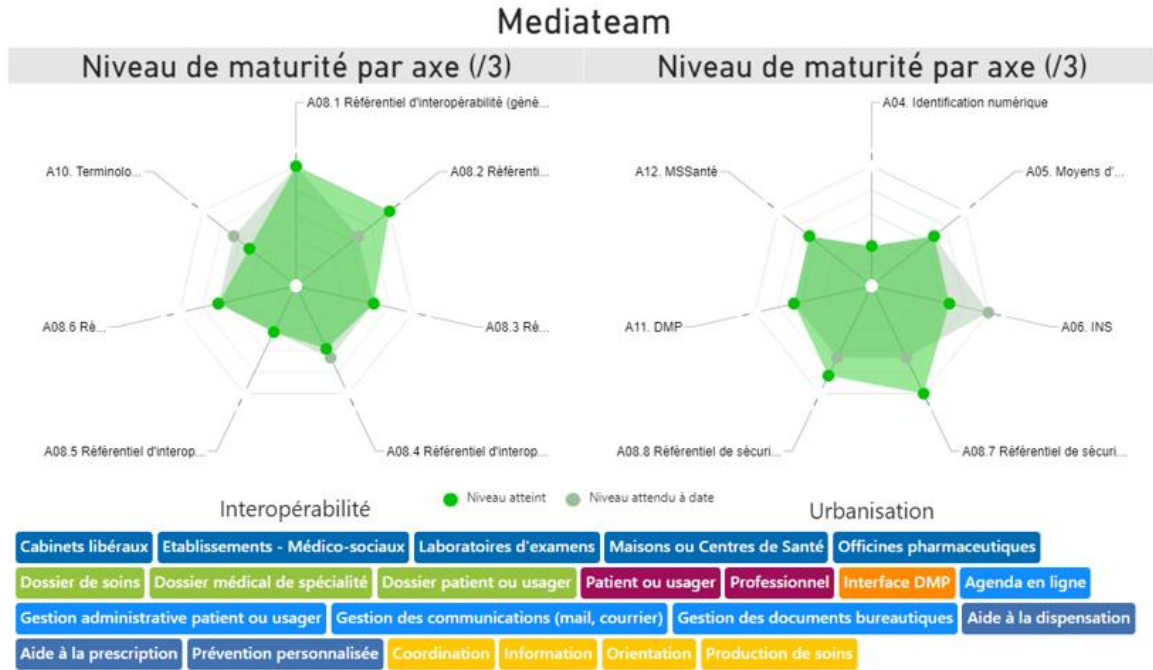 Mediateam
Niveau de maturité par axe (/3) Niveau de maturité par axe (/3)
A08.1 Référentiel d'interopérabilité (géné...
A10. Terminolo...
A08.2 Référenti...
A08.6 Ré...
A08.3 Ré...
A08.5 Référentiel d'interop...
A08.4 Référentiel d'interop...
A04. Identification numérique
A12. MSSanté
A05. Moyens d'...
A11. DMP
A06. INS
A08.8 Référentiel de sécuri...
A08.7 Référentiel de sécuri...
Interopérabilité Niveau atteint Niveau attendu à date Urbanisation
Cabinets libéraux Etablissements - Médico-sociaux Laboratoires d'examens Maisons ou Centres de Santé Officines pharmaceutiques
Dossier de soins Dossier médical de spécialité Dossier patient ou usager Patient ou usager Professionnel Interface DMP Agenda en ligne
Gestion administrative patient ou usager Gestion des communications (mail, courrier) Gestion des documents bureautiques Aide à la dispensation
Aide à la prescription Prévention personnalisée Coordination Information Orientation Production de soins